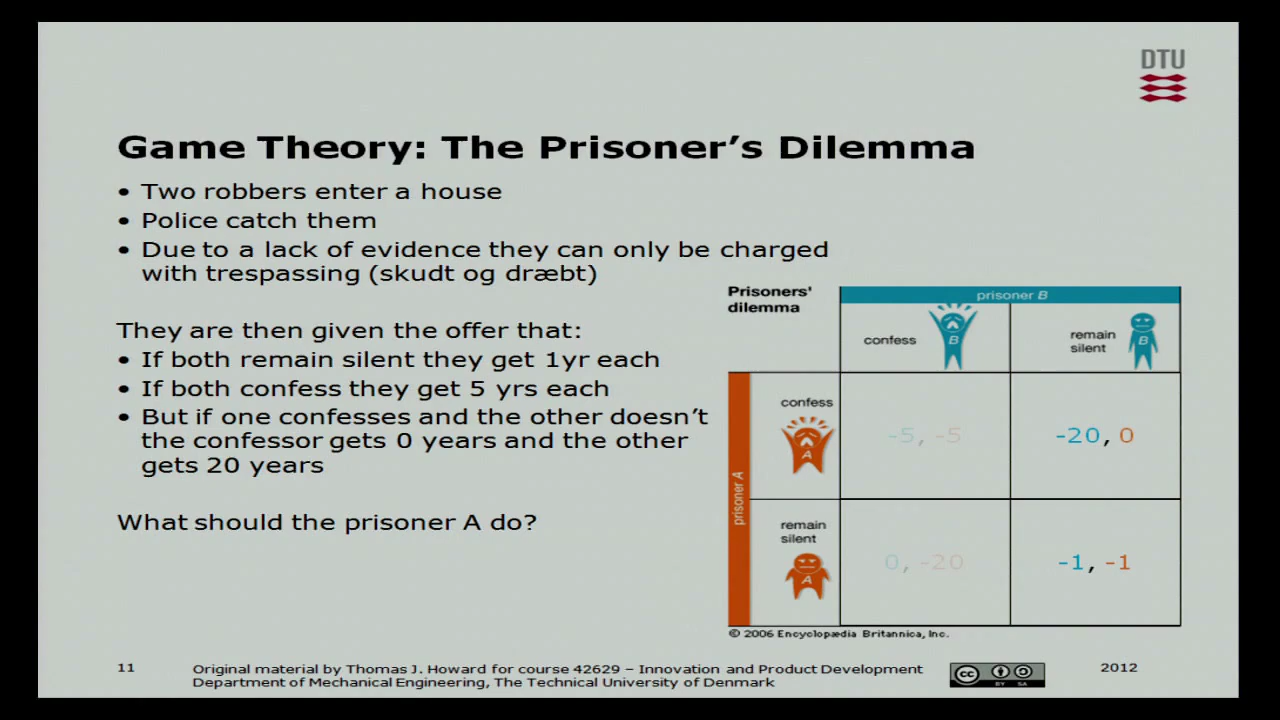 DTU
Game Theory: The Prisoner's Dilemma
• Two robbers enter a house
• Police catch them
• Due to a lack of evidence they can only be charged
with trespassing (skudt og dræbt)
They are then given the offer that:
• If both remain silent they get 1yr each
• If both confess they get 5 yrs each
• But if one confesses and the other doesn't
the confessor gets 0 years and the other
gets 20 years
What should the prisoner A do?
Prisoners'
dilemma
prisoner B
confess
B
remain
silent
B
prisoner A
confess
A
-5, -5
-20, 0
remain
silent
A
0, -20
-1, -1
© 2006 Encyclopædia Britannica, Inc.
11
Original material by Thomas J. Howard for course 42629 – Innovation and Product Development
Department of Mechanical Engineering, The Technical University of Denmark
cc
BY SA
2012